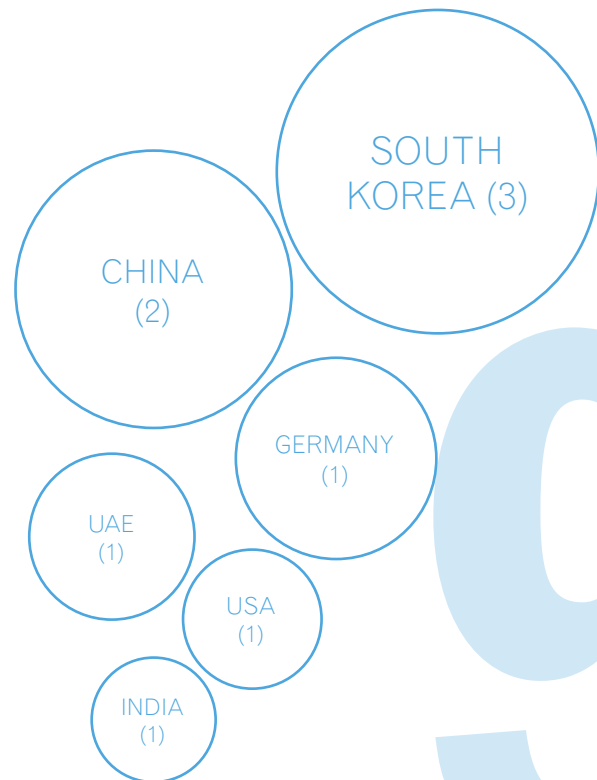 SOUTH
KOREA (3)
CHINA
(2)
GERMANY
(1)
UAE
(1)
USA
(1)
INDIA
(1)